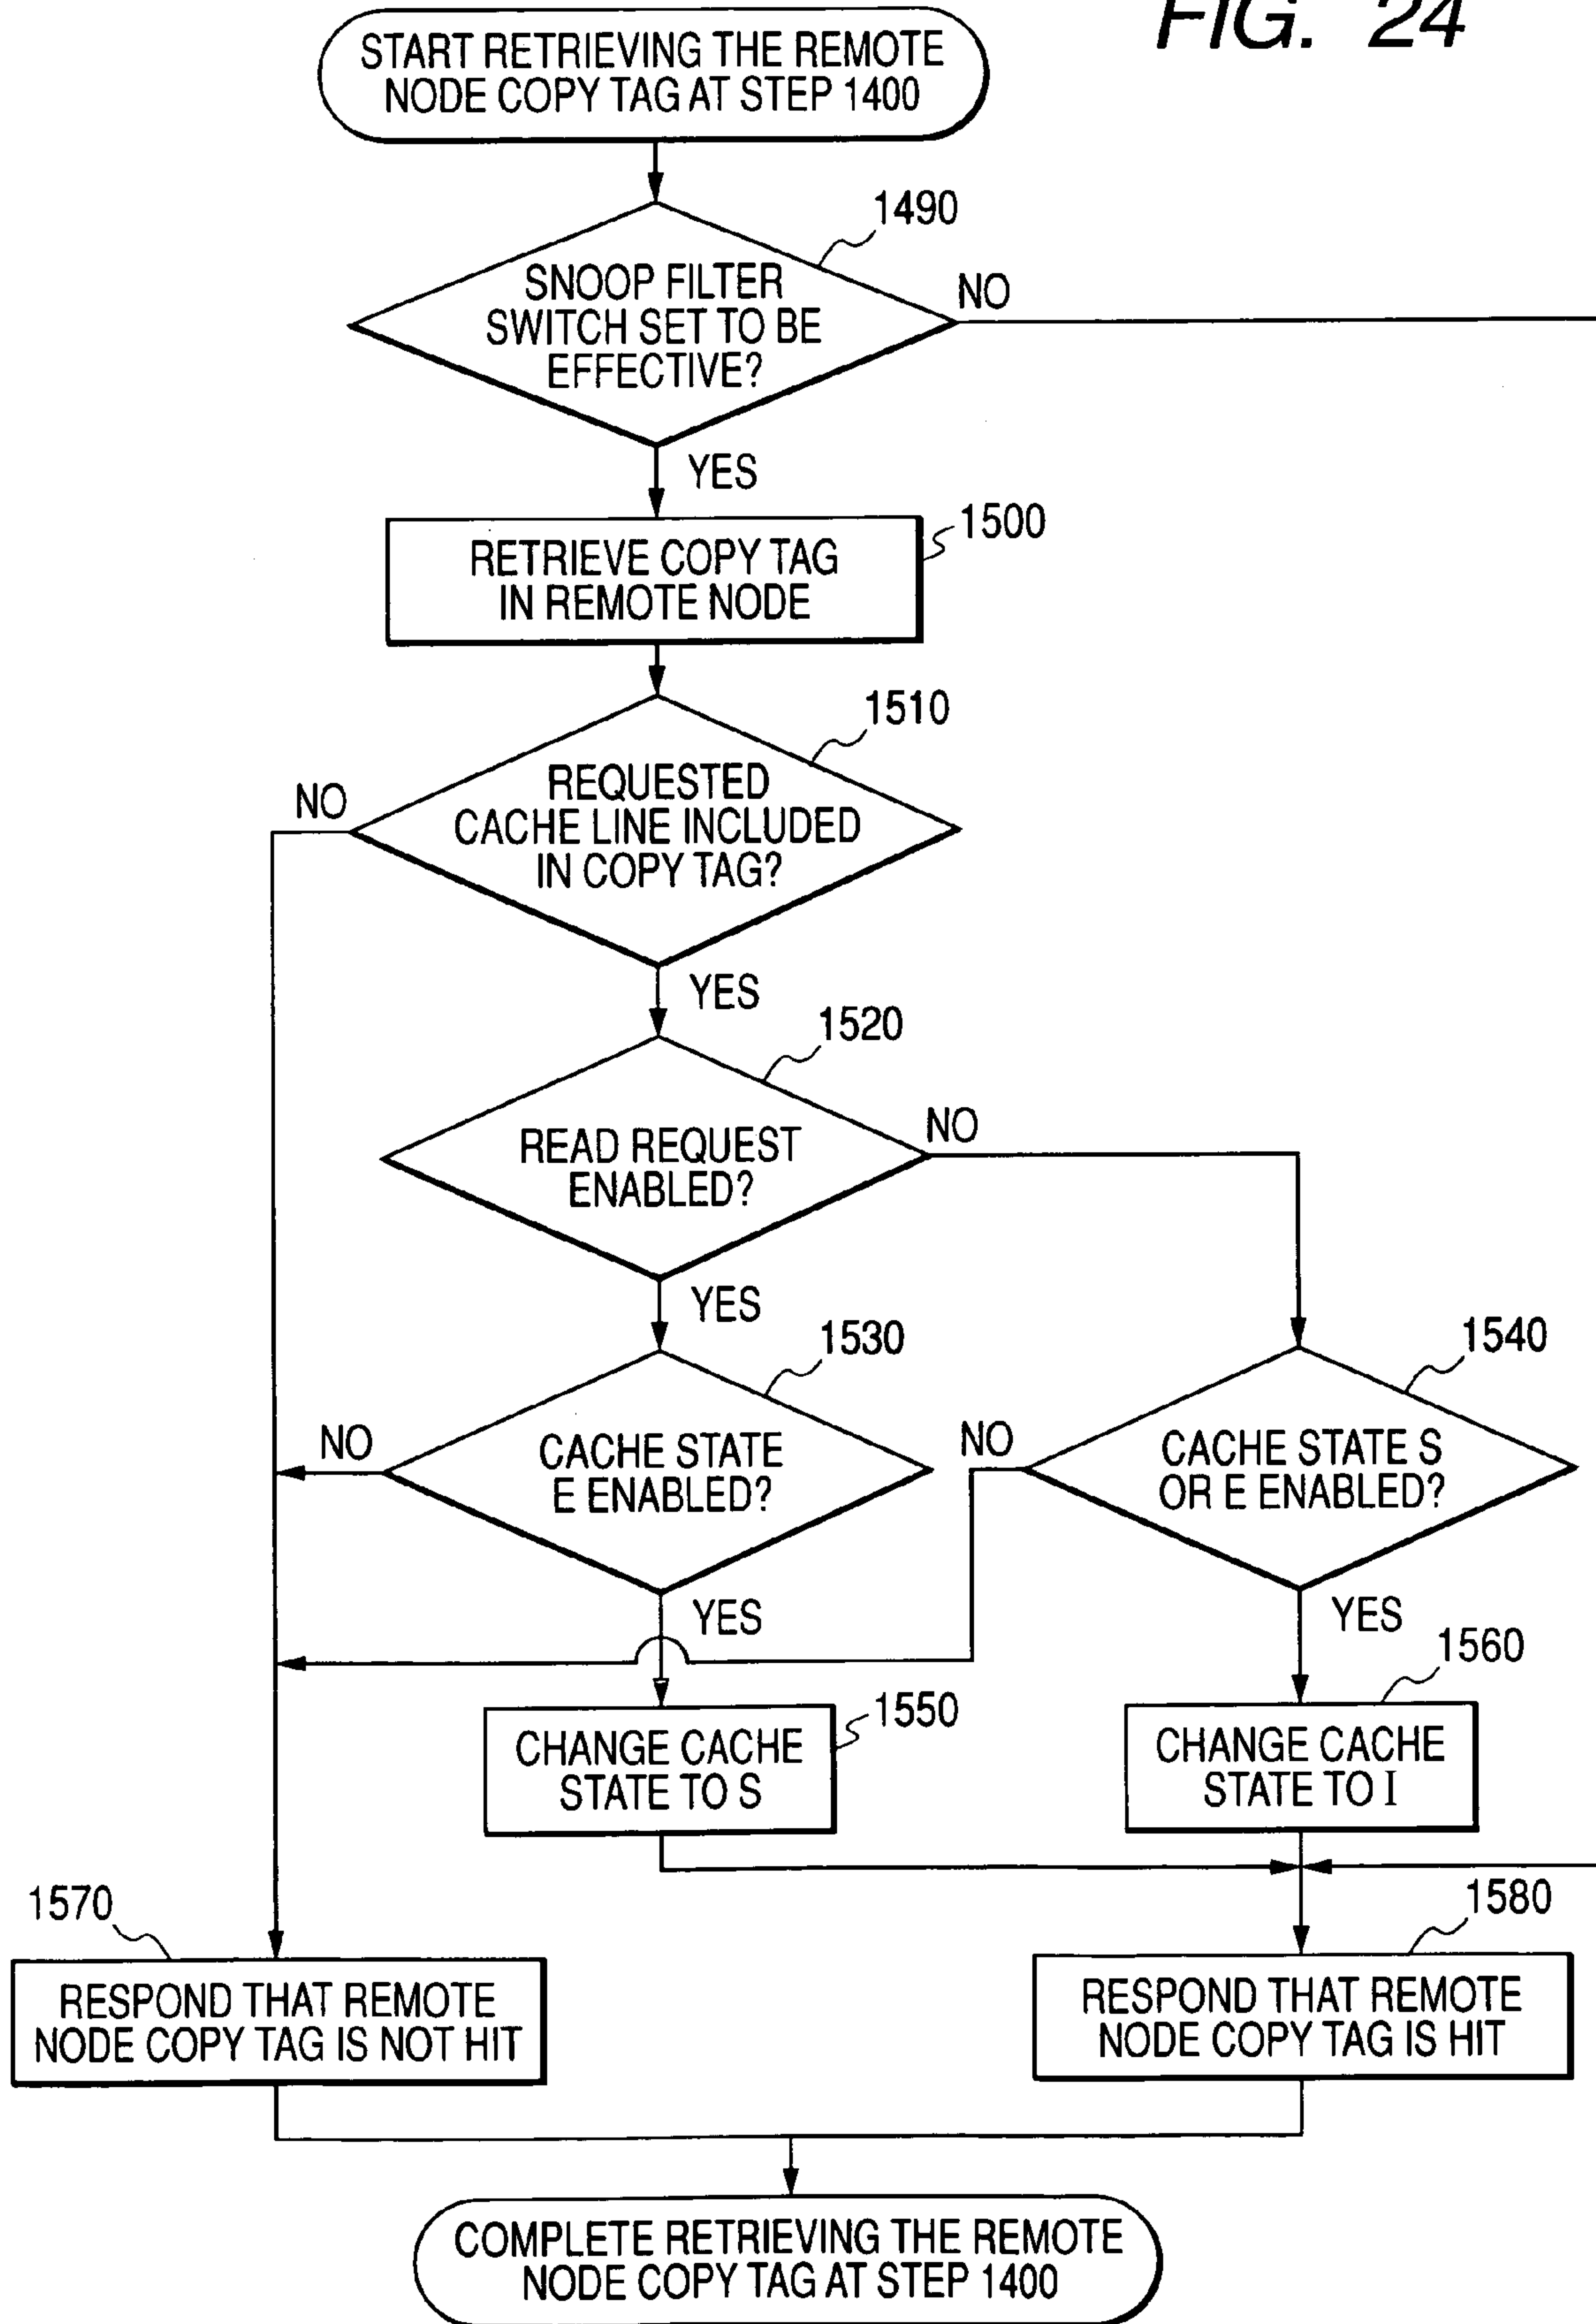 FIG. 24
START RETRIEVING THE REMOTE
NODE COPY TAG AT STEP 1400
1490
SNOOP FILTER
SWITCH SET TO BE
EFFECTIVE?
NO
YES
1500
RETRIEVE COPY TAG
IN REMOTE NODE
1510
REQUESTED
CACHE LINE INCLUDED
IN COPY TAG?
NO
YES
1520
READ REQUEST
ENABLED?
NO
YES
1530
CACHE STATE
E ENABLED?
NO
YES
1540
CACHE STATE S
OR E ENABLED?
NO
YES
1550
CHANGE CACHE
STATE TO S
1560
CHANGE CACHE
STATE TO I
1570
RESPOND THAT REMOTE
NODE COPY TAG IS NOT HIT
1580
RESPOND THAT REMOTE
NODE COPY TAG IS HIT
COMPLETE RETRIEVING THE REMOTE
NODE COPY TAG AT STEP 1400